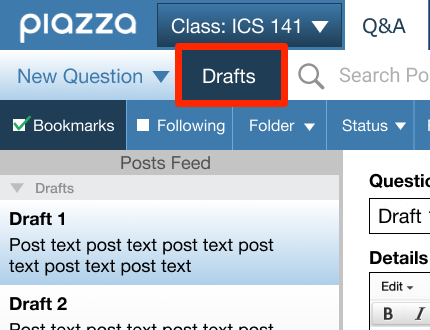 piazza
Class: ICS 141
Q&A
New Question
Drafts
Search Po
Bookmarks
Following
Folder
Status
Posts Feed
Drafts
Draft 1
Post text post text post text post
text post text post text
Draft 2
Post text post text post text post
Questio
Draft
Details
Edit
B I